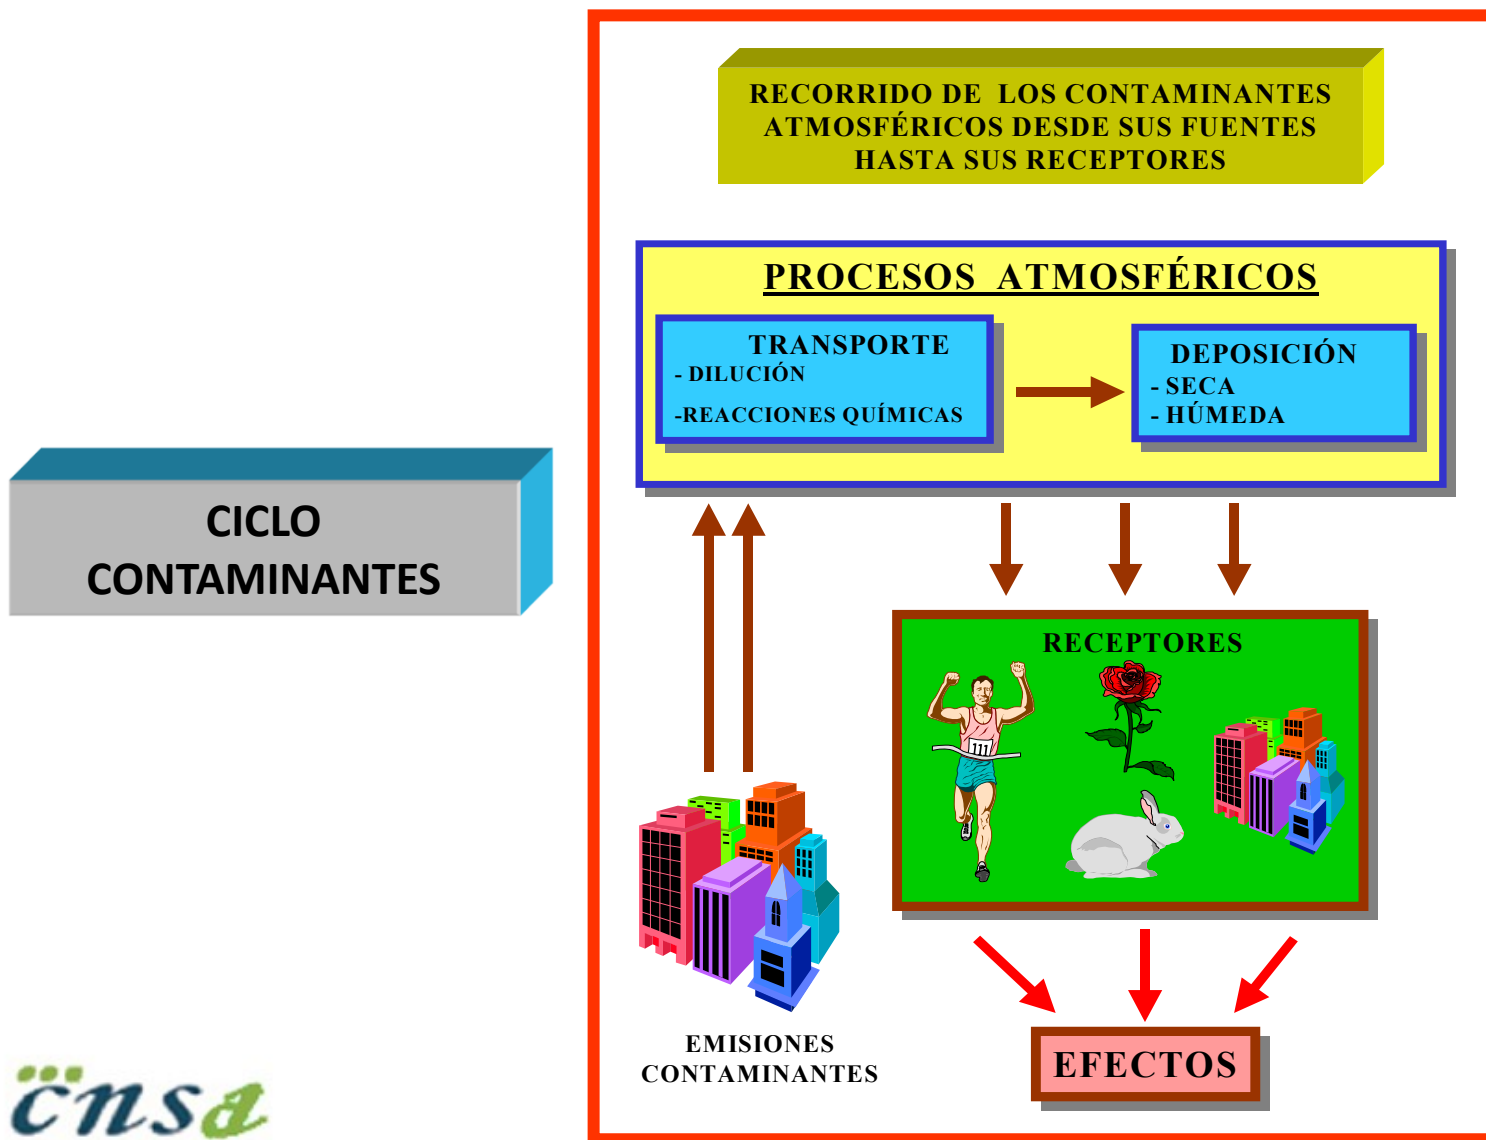 RECORRIDO DE LOS CONTAMINANTES
ATMOSFÉRICOS DESDE SUS FUENTES
HASTA SUS RECEPTORES
PROCESOS ATMOSFÉRICOS
TRANSPORTE
- DILUCIÓN
-REACCIONES QUÍMICAS
DEPOSICIÓN
- SECA
- HÚMEDA
CICLO
CONTAMINANTES
RECEPTORES
111
EMISIONES
CONTAMINANTES
EFECTOS
cnsa